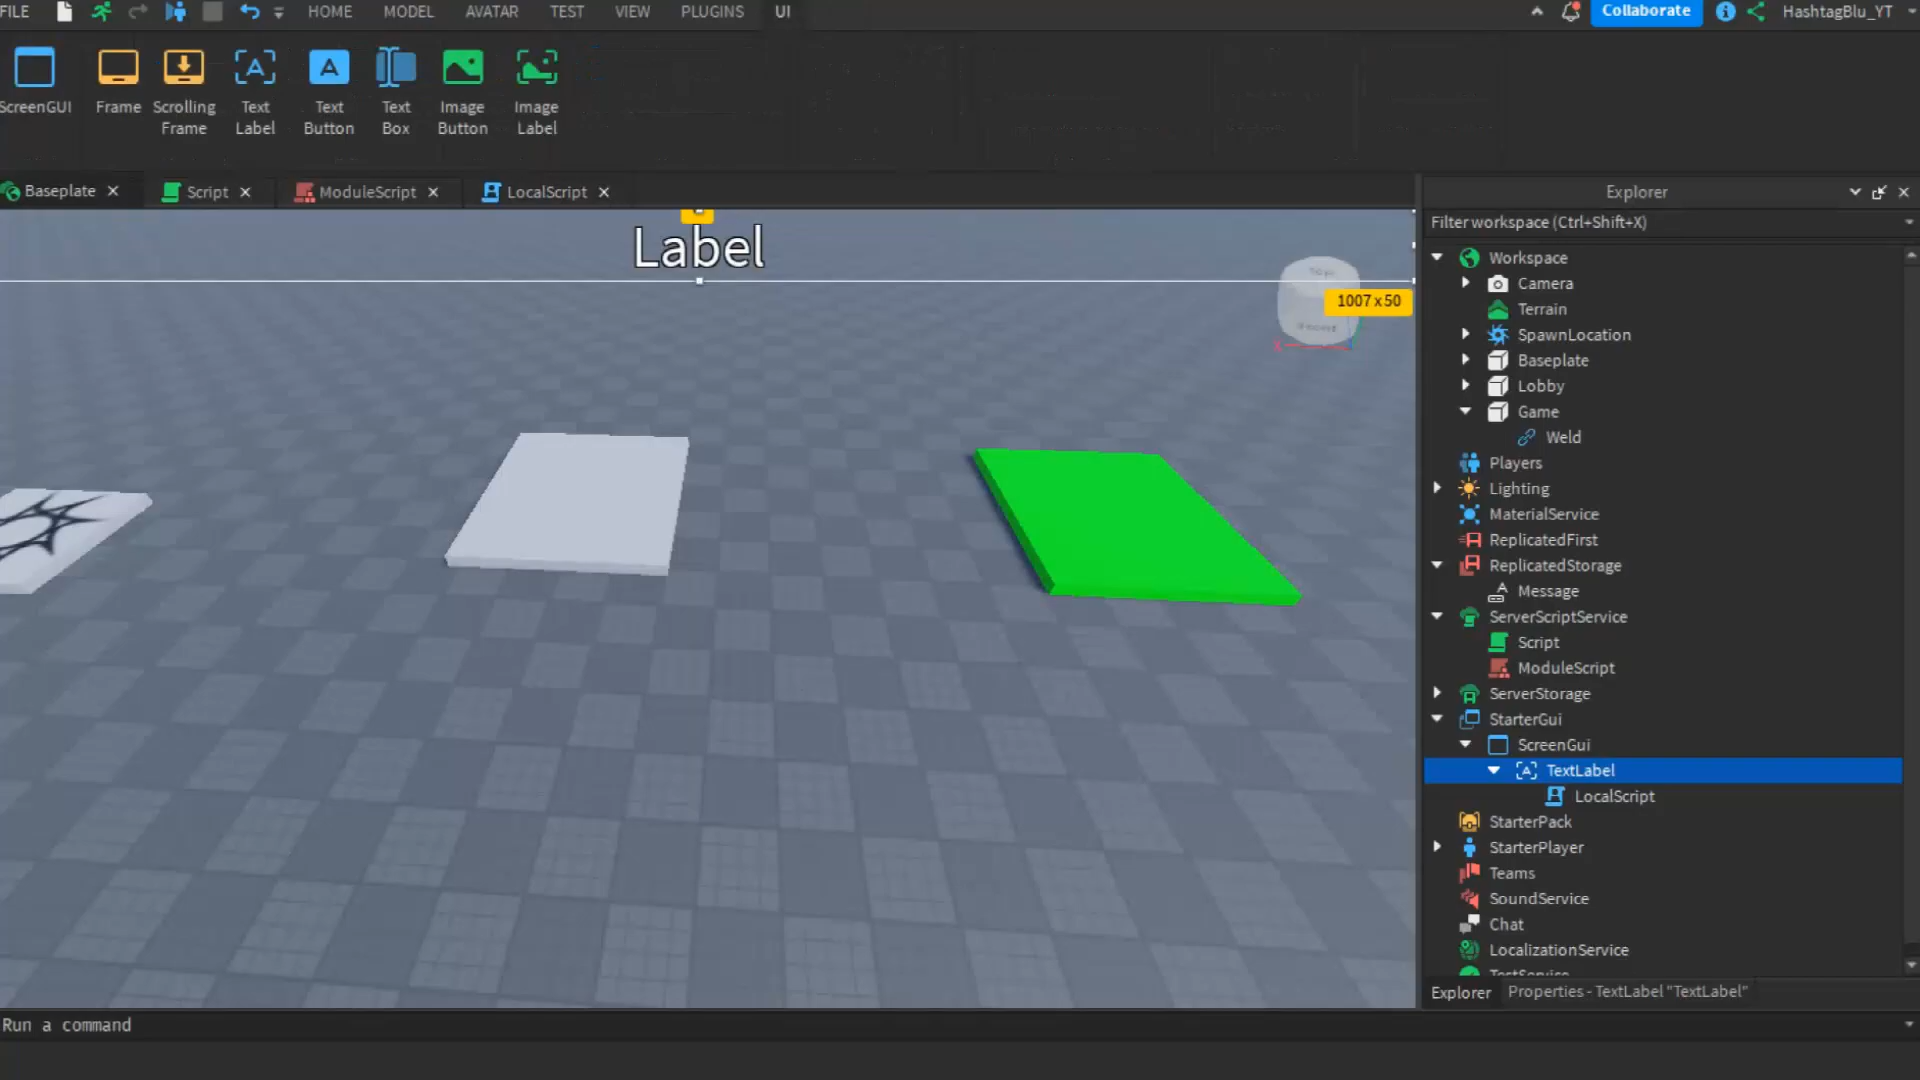 FILE
HOME
MODEL
AVATAR
TEST
VIEW
PLUGINS
UI
Collaborate
HashtagBlu_YT
ScreenGUI
Frame
Scrolling
Frame
Text
Label
Text
Button
Text
Box
Image
Button
Image
Label
Baseplate
Script
ModuleScript
LocalScript
Label
1007 x 50
Explorer
Filter workspace (Ctrl+Shift+X)
Workspace
Camera
Terrain
SpawnLocation
Baseplate
Lobby
Game
Weld
Players
Lighting
MaterialService
ReplicatedFirst
ReplicatedStorage
Message
ServerScriptService
Script
ModuleScript
ServerStorage
StarterGui
ScreenGui
TextLabel
LocalScript
StarterPack
StarterPlayer
Teams
SoundService
Chat
LocalizationService
TestService
Explorer
Properties - TextLabel "TextLabel"
Run a command